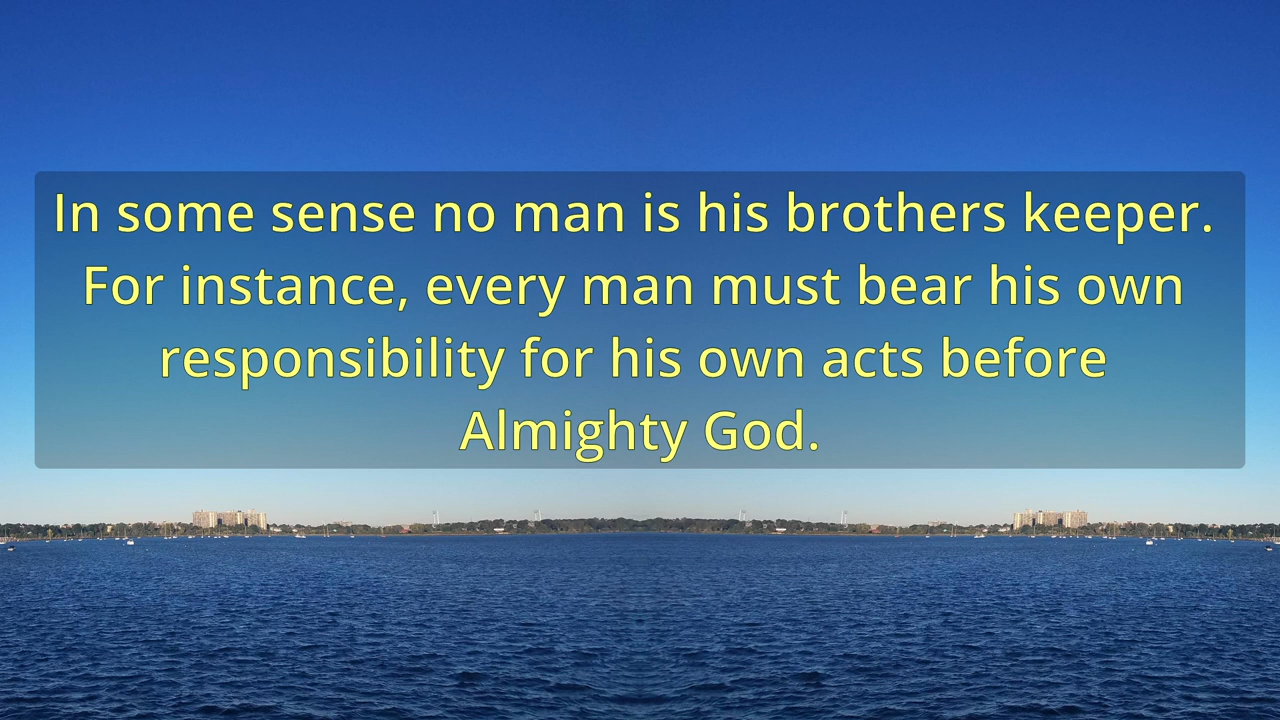 In some sense no man is his brothers keeper.
For instance, every man must bear his own
responsibility for his own acts before
Almighty God.